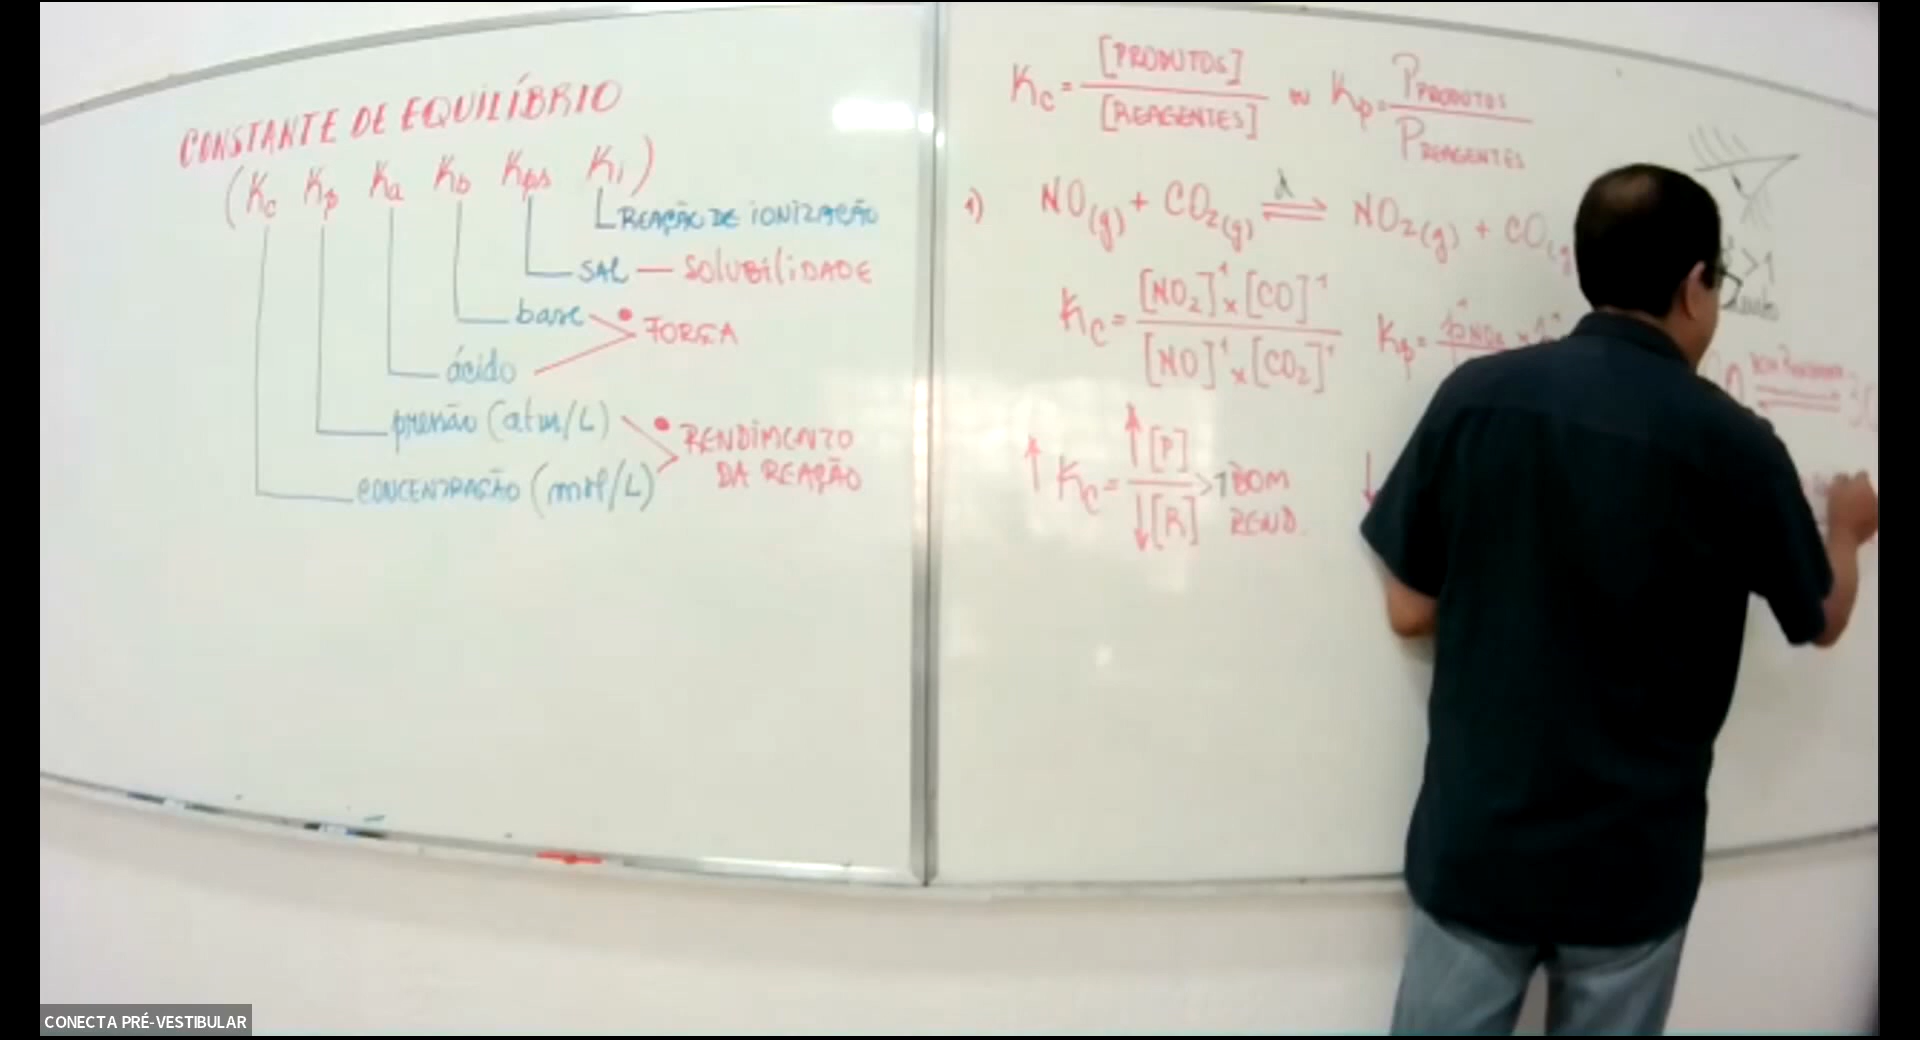 CONSTANTE DE EQUILÍBRIO
(Kc Kp Ka Kb Kps Ki)
REAÇÃO DE IONIZAÇÃO
SAL — SOLUBILIDADE
base
FORÇA
ácido
pressão (atm/L)
RENDIMENTO
DA REAÇÃO
CONCENTRAÇÃO (mol/L)
Kc = [PRODUTOS] / [REAGENTES] ou Kp = P PRODUTOS / P REAGENTES
1) NO(g) + CO2(g) ⇌ NO2(g) + CO(g
>1
Kc = [NO2]¹ x [CO]¹ / [NO]¹ x [CO2]¹
Kp =
↑ Kc = ↑[P] / ↓[R] >1 BOM
REND.
↓
CONECTA PRÉ-VESTIBULAR